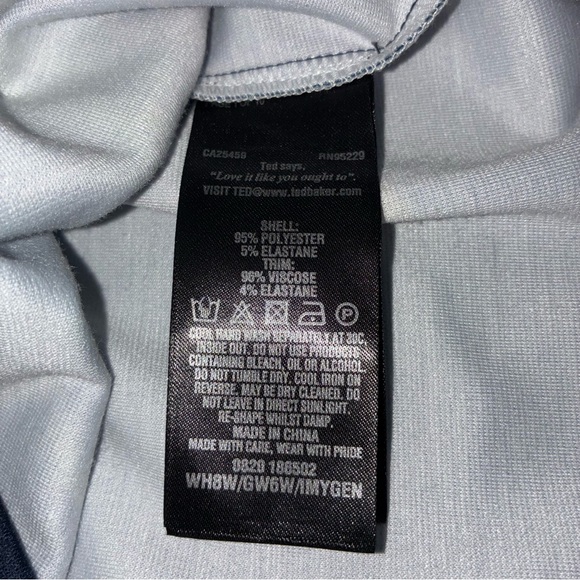 CA25459 RN95229
Ted says,
"Love it like you ought to".
VISIT TED@www.tedbaker.com
SHELL:
95% POLYESTER
5% ELASTANE
TRIM:
96% VISCOSE
4% ELASTANE
P
COOL HAND WASH SEPARATELY AT 30C.
INSIDE OUT. DO NOT USE PRODUCTS
CONTAINING BLEACH, OIL OR ALCOHOL.
DO NOT TUMBLE DRY. COOL IRON ON
REVERSE. MAY BE DRY CLEANED. DO
NOT LEAVE IN DIRECT SUNLIGHT.
RE-SHAPE WHILST DAMP.
MADE IN CHINA
MADE WITH CARE, WEAR WITH PRIDE
0820 186502
WH8W/GW6W/IMYGEN